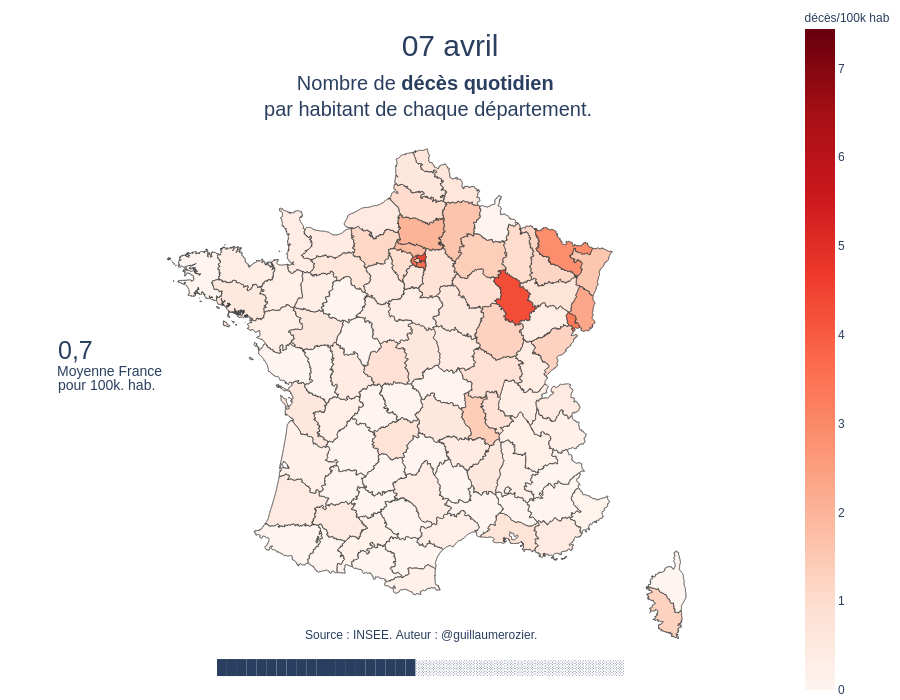 07 avril
Nombre de décès quotidien
par habitant de chaque département.
décès/100k hab
7
6
5
4
3
2
1
0
0,7
Moyenne France
pour 100k. hab.
Source : INSEE. Auteur : @guillaumerozier.